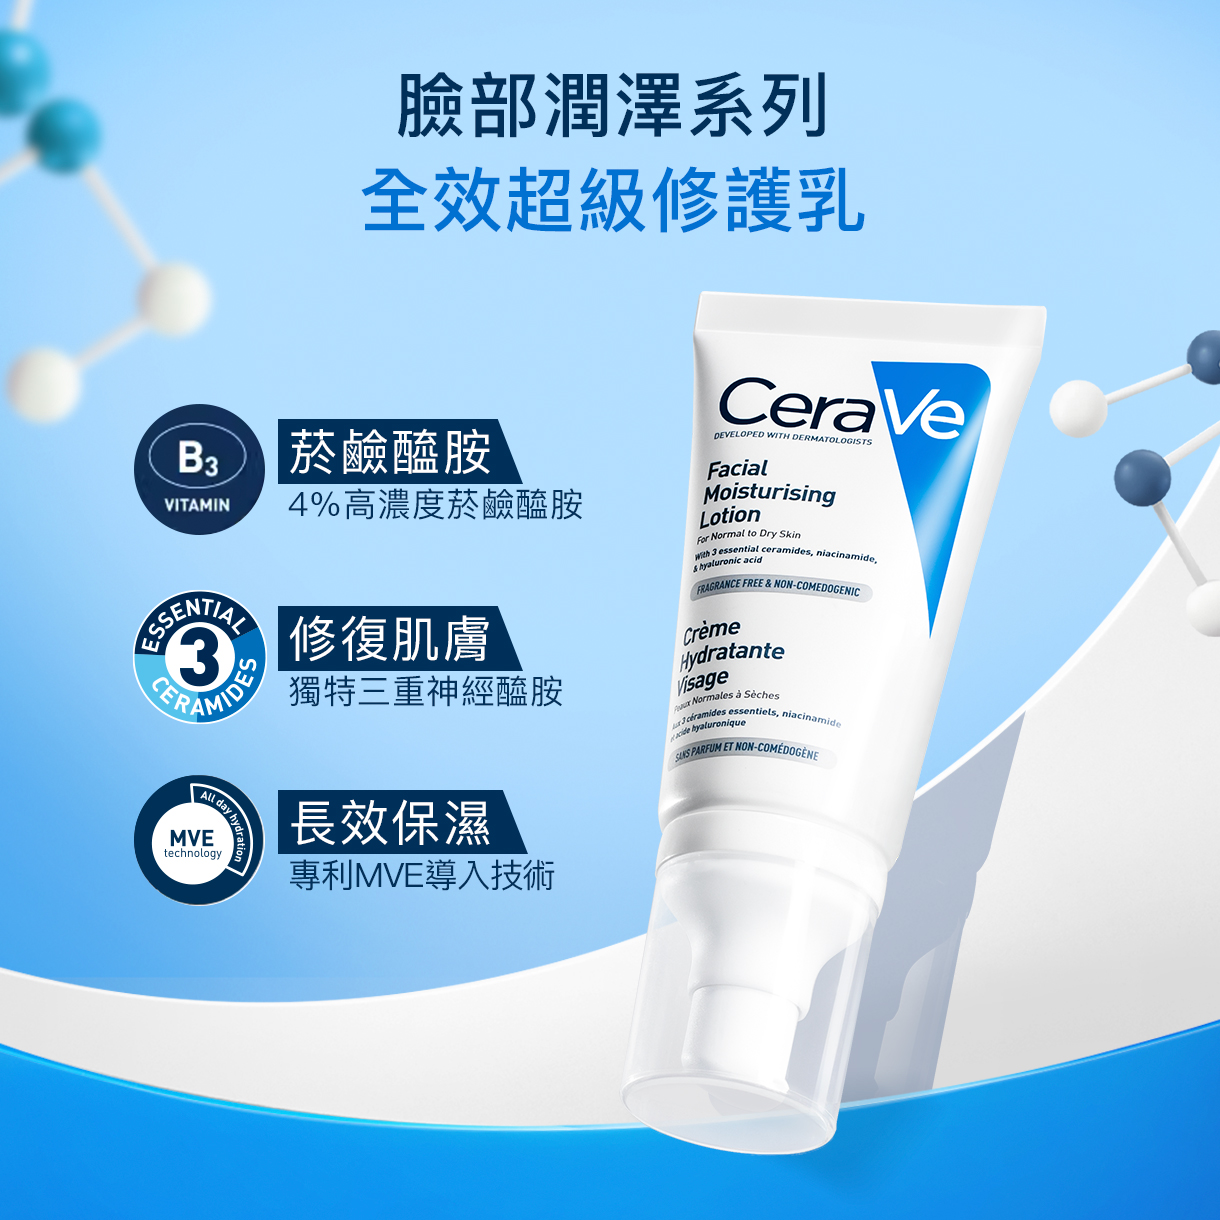 臉部潤澤系列
全效超級修護乳
B3
VITAMIN
菸鹼醯胺
4%高濃度菸鹼醯胺
ESSENTIAL
3
CERAMIDES
修復肌膚
獨特三重神經醯胺
All day hydration
MVE
technology
長效保濕
專利MVE導入技術
CeraVe
DEVELOPED WITH DERMATOLOGISTS
Facial
Moisturising
Lotion
For Normal to Dry Skin
With 3 essential ceramides, niacinamide,
& hyaluronic acid
FRAGRANCE FREE & NON-COMEDOGENIC
Crème
Hydratante
Visage
Peaux Normales à Sèches
Aux 3 céramides essentiels, niacinamide
et acide hyaluronique
SANS PARFUM ET NON-COMÉDOGÈNE